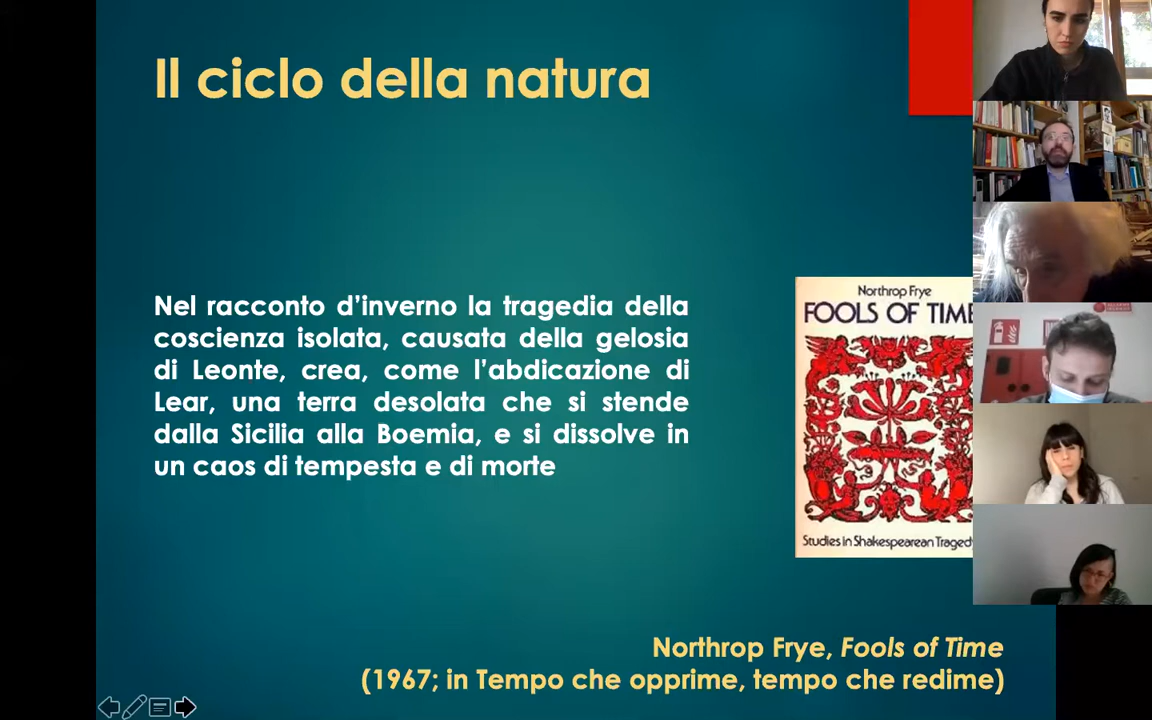 Il ciclo della natura
Nel racconto d’inverno la tragedia della
coscienza isolata, causata della gelosia
di Leonte, crea, come l’abdicazione di
Lear, una terra desolata che si stende
dalla Sicilia alla Boemia, e si dissolve in
un caos di tempesta e di morte
Northrop Frye
FOOLS OF TIME
Studies in Shakespearean Traged
Northrop Frye, Fools of Time
(1967; in Tempo che opprime, tempo che redime)